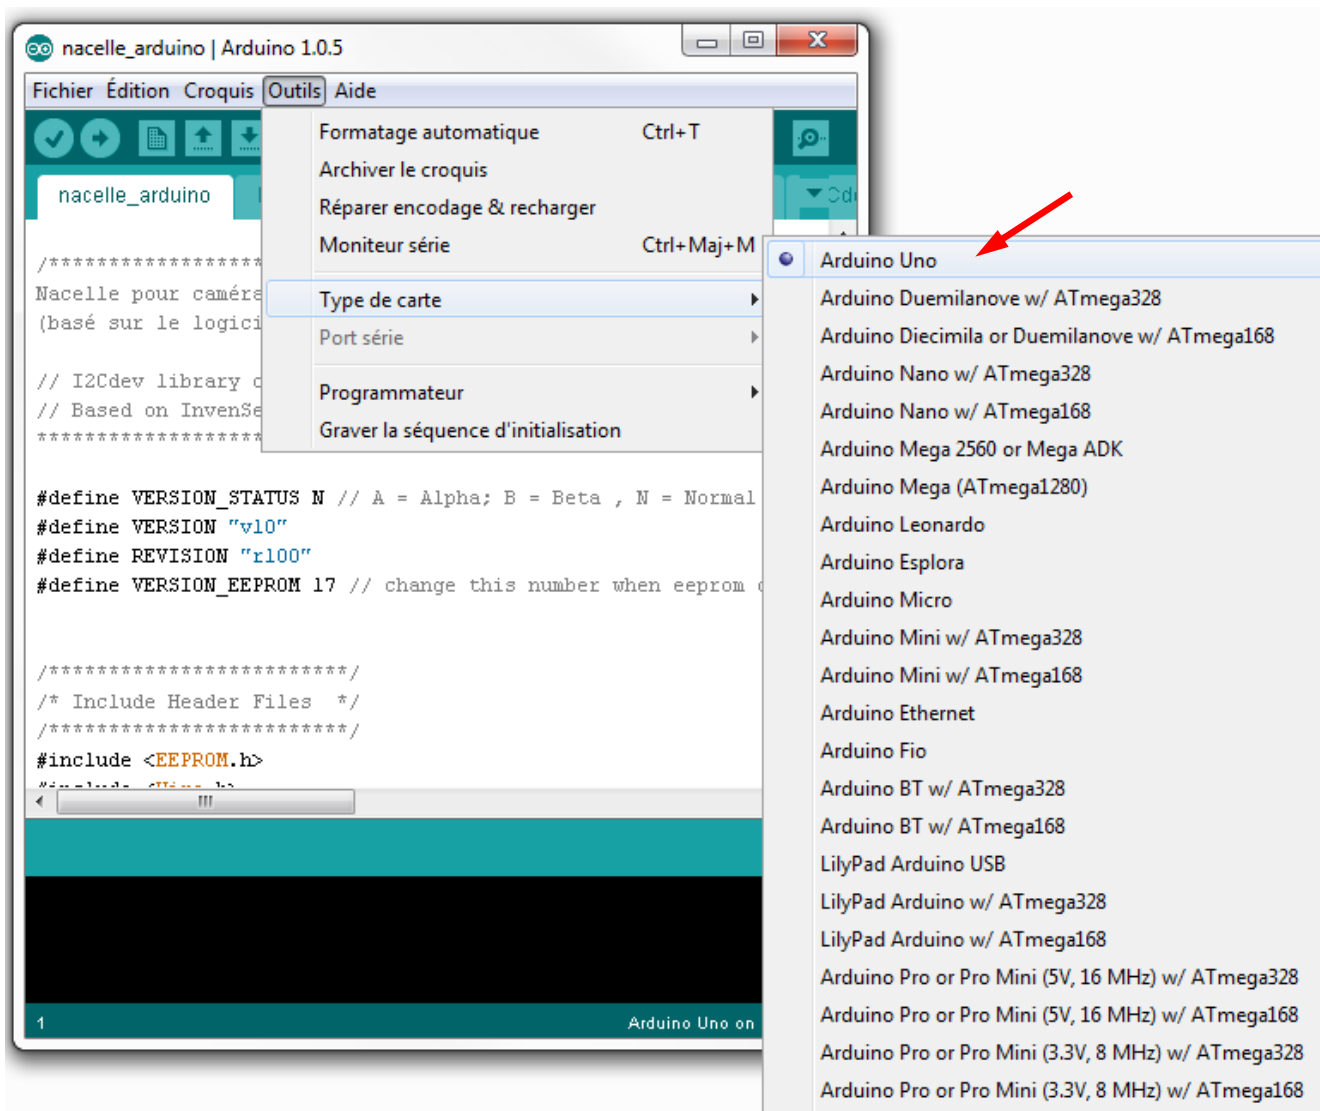 nacelle_arduino | Arduino 1.0.5
Fichier Édition Croquis Outils Aide
Formatage automatique Ctrl+T
Archiver le croquis
Réparer encodage & recharger
Moniteur série Ctrl+Maj+M
Type de carte
Port série
Programmateur
Graver la séquence d'initialisation
nacelle_arduino
/******************
Nacelle pour caméra
(basé sur le logici
// I2Cdev library
// Based on InvenSe
*******************
#define VERSION_STATUS N // A = Alpha; B = Beta , N = Normal
#define VERSION "v10"
#define REVISION "r100"
#define VERSION_EEPROM 17 // change this number when eeprom
/*************************/
/* Include Header Files */
/*************************/
#include <EEPROM.h>
1
Arduino Uno on
Arduino Uno
Arduino Duemilanove w/ ATmega328
Arduino Diecimila or Duemilanove w/ ATmega168
Arduino Nano w/ ATmega328
Arduino Nano w/ ATmega168
Arduino Mega 2560 or Mega ADK
Arduino Mega (ATmega1280)
Arduino Leonardo
Arduino Esplora
Arduino Micro
Arduino Mini w/ ATmega328
Arduino Mini w/ ATmega168
Arduino Ethernet
Arduino Fio
Arduino BT w/ ATmega328
Arduino BT w/ ATmega168
LilyPad Arduino USB
LilyPad Arduino w/ ATmega328
LilyPad Arduino w/ ATmega168
Arduino Pro or Pro Mini (5V, 16 MHz) w/ ATmega328
Arduino Pro or Pro Mini (5V, 16 MHz) w/ ATmega168
Arduino Pro or Pro Mini (3.3V, 8 MHz) w/ ATmega328
Arduino Pro or Pro Mini (3.3V, 8 MHz) w/ ATmega168